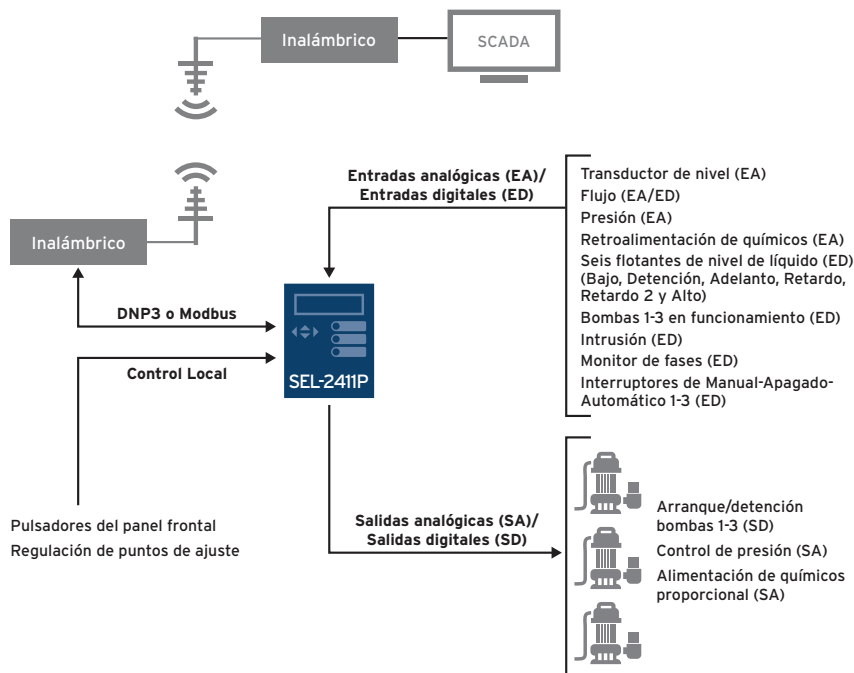 Inalámbrico
SCADA
Inalámbrico
Entradas analógicas (EA)/
Entradas digitales (ED)
Transductor de nivel (EA)
Flujo (EA/ED)
Presión (EA)
Retroalimentación de químicos (EA)
Seis flotantes de nivel de líquido (ED)
(Bajo, Detención, Adelanto, Retardo,
Retardo 2 y Alto)
Bombas 1-3 en funcionamiento (ED)
Intrusión (ED)
Monitor de fases (ED)
Interruptores de Manual-Apagado-
Automático 1-3 (ED)
DNP3 o Modbus
Control Local
SEL-2411P
Pulsadores del panel frontal
Regulación de puntos de ajuste
Salidas analógicas (SA)/
Salidas digitales (SD)
Arranque/detención
bombas 1-3 (SD)
Control de presión (SA)
Alimentación de químicos
proporcional (SA)